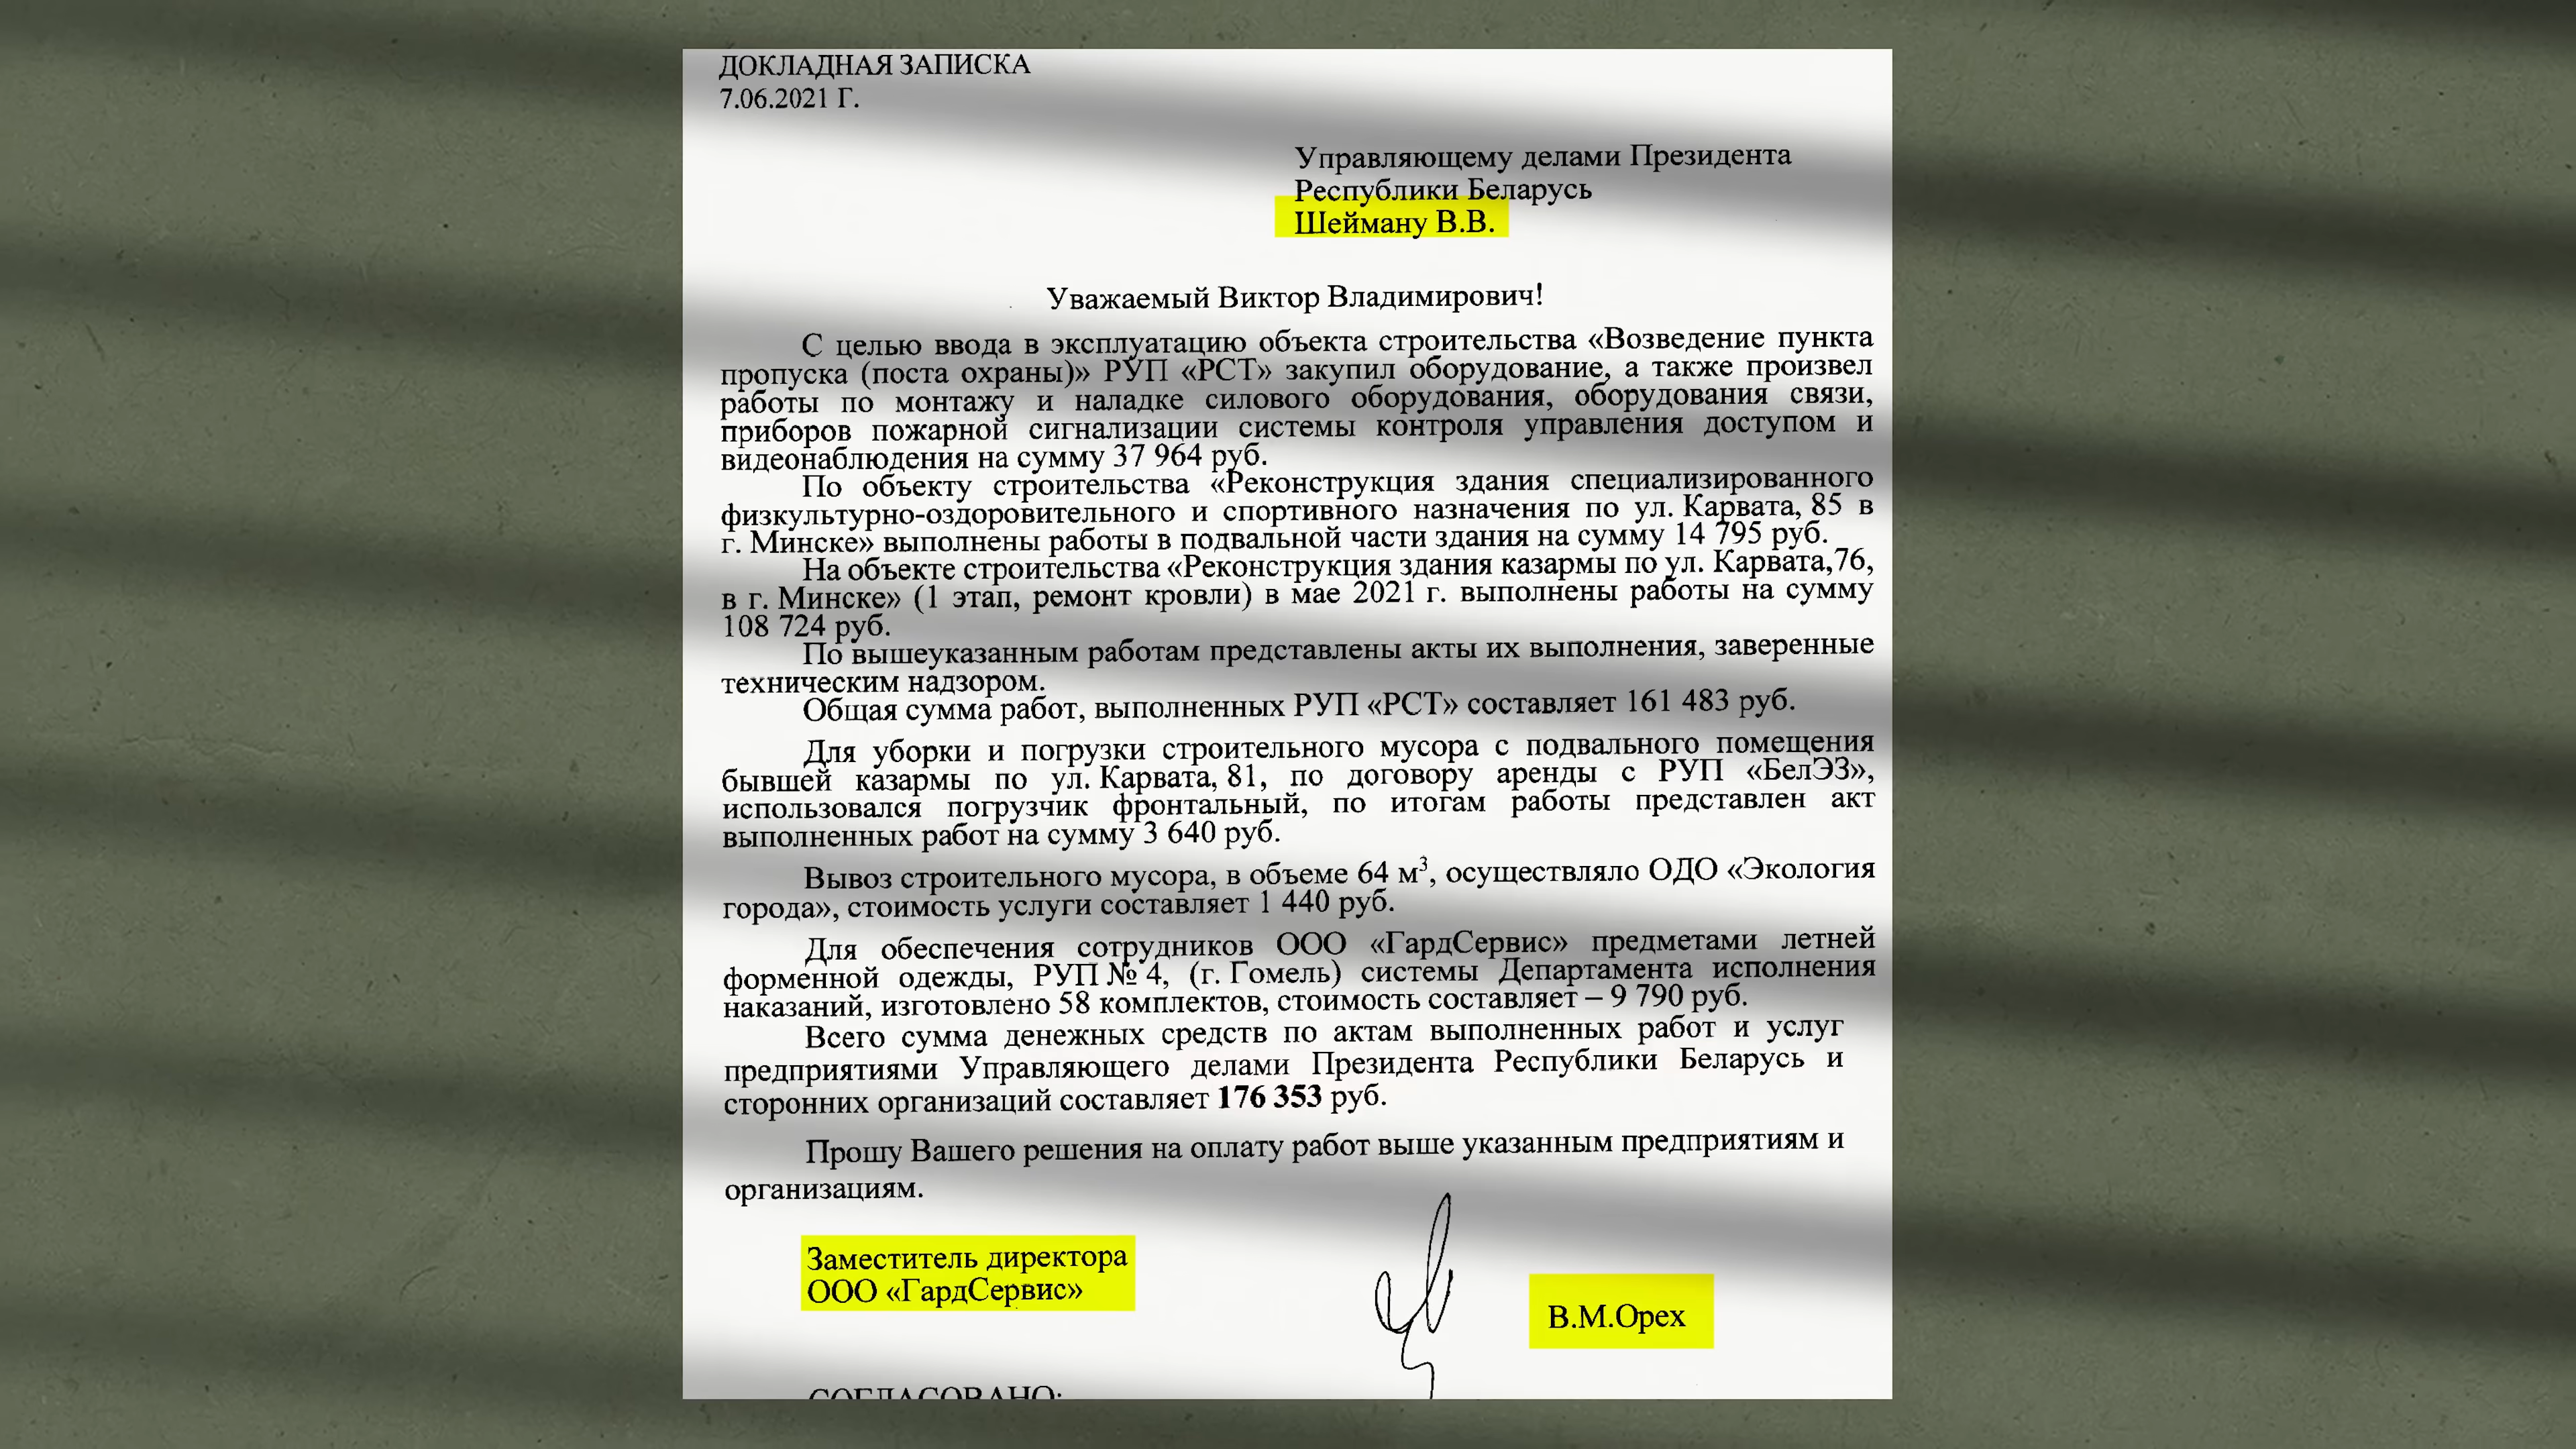 ДОКЛАДНАЯ ЗАПИСКА
7.06.2021 Г.
Управляющему делами Президента
Республики Беларусь
Шейману В.В.
Уважаемый Виктор Владимирович!
С целью ввода в эксплуатацию объекта строительства «Возведение пункта
пропуска (поста охраны)» РУП «РСТ» закупил оборудование, а также произвел
работы по монтажу и наладке силового оборудования, оборудования связи,
приборов пожарной сигнализации системы контроля управления доступом и
видеонаблюдения на сумму 37 964 руб.
По объекту строительства «Реконструкция здания специализированного
физкультурно-оздоровительного и спортивного назначения по ул. Карвата, 85 в
г. Минске» выполнены работы в подвальной части здания на сумму 14 795 руб.
На объекте строительства «Реконструкция здания казармы по ул. Карвата,76,
в г. Минске» (1 этап, ремонт кровли) в мае 2021 г. выполнены работы на сумму
108 724 руб.
По вышеуказанным работам представлены акты их выполнения, заверенные
техническим надзором.
Общая сумма работ, выполненных РУП «РСТ» составляет 161 483 руб.
Для уборки и погрузки строительного мусора с подвального помещения
бывшей казармы по ул. Карвата, 81, по договору аренды с РУП «БелЭЗ»,
использовался погрузчик фронтальный, по итогам работы представлен акт
выполненных работ на сумму 3 640 руб.
Вывоз строительного мусора, в объеме 64 м³, осуществляло ОДО «Экология
города», стоимость услуги составляет 1 440 руб.
Для обеспечения сотрудников ООО «ГардСервис» предметами летней
форменной одежды, РУП № 4, (г. Гомель) системы Департамента исполнения
наказаний, изготовлено 58 комплектов, стоимость составляет – 9 790 руб.
Всего сумма денежных средств по актам выполненных работ и услуг
предприятиями Управляющего делами Президента Республики Беларусь и
сторонних организаций составляет 176 353 руб.
Прошу Вашего решения на оплату работ выше указанным предприятиям и
организациям.
Заместитель директора
ООО «ГардСервис»
В.М.Орех
СОГЛАСОВАНО: